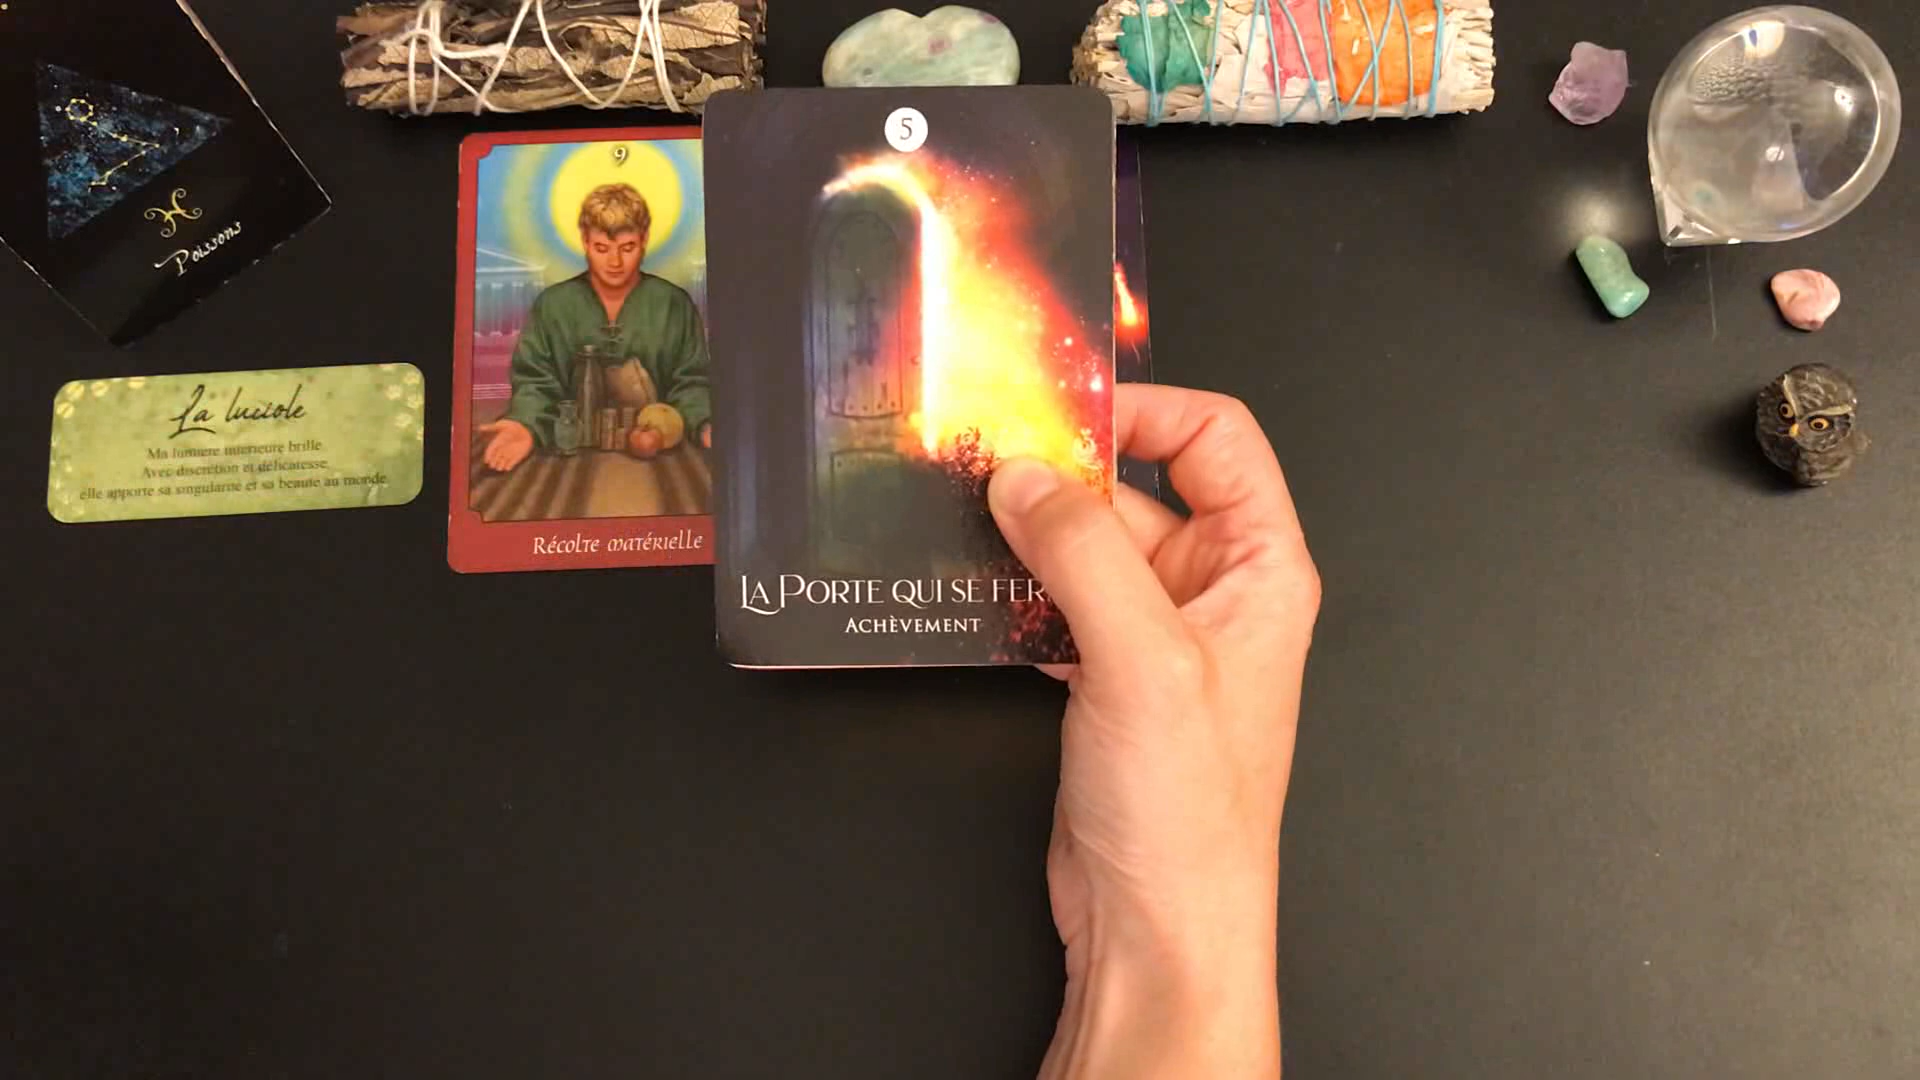 Poissons
La luciole
Ma lumière intérieure brille
Avec discrétion et délicatesse,
elle apporte sa singularité et sa beauté au monde
9
Récolte matérielle
5
La Porte qui se fer
Achèvement